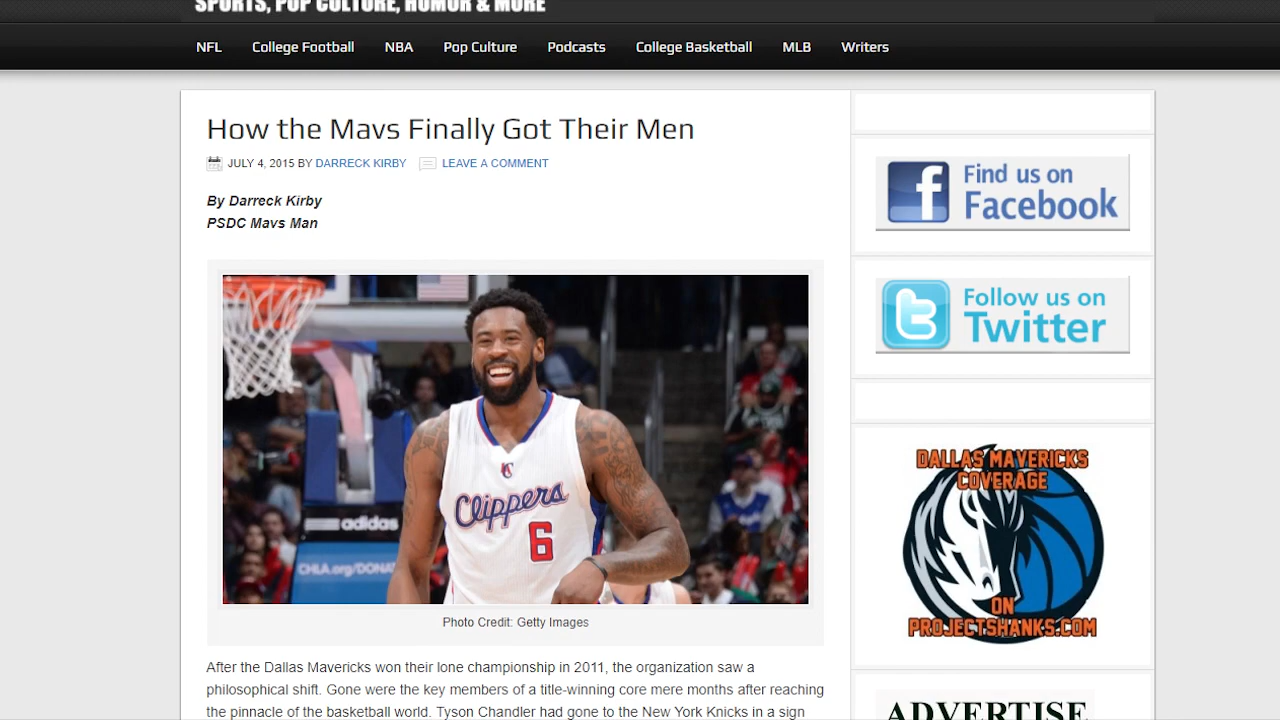 SPORTS, POP CULTURE, HUMOR & MORE
NFL College Football NBA Pop Culture Podcasts College Basketball MLB Writers
How the Mavs Finally Got Their Men
JULY 4, 2015 BY DARRECK KIRBY LEAVE A COMMENT
By Darreck Kirby
PSDC Mavs Man
adidas
CHLA.org/DONA
Clippers
6
Photo Credit: Getty Images
After the Dallas Mavericks won their lone championship in 2011, the organization saw a
philosophical shift. Gone were the key members of a title-winning core mere months after reaching
the pinnacle of the basketball world. Tyson Chandler had gone to the New York Knicks in a sign
Find us on
Facebook
Follow us on
Twitter
DALLAS MAVERICKS
COVERAGE
ON
PROJECTSHANKS.COM
ADVERTISE